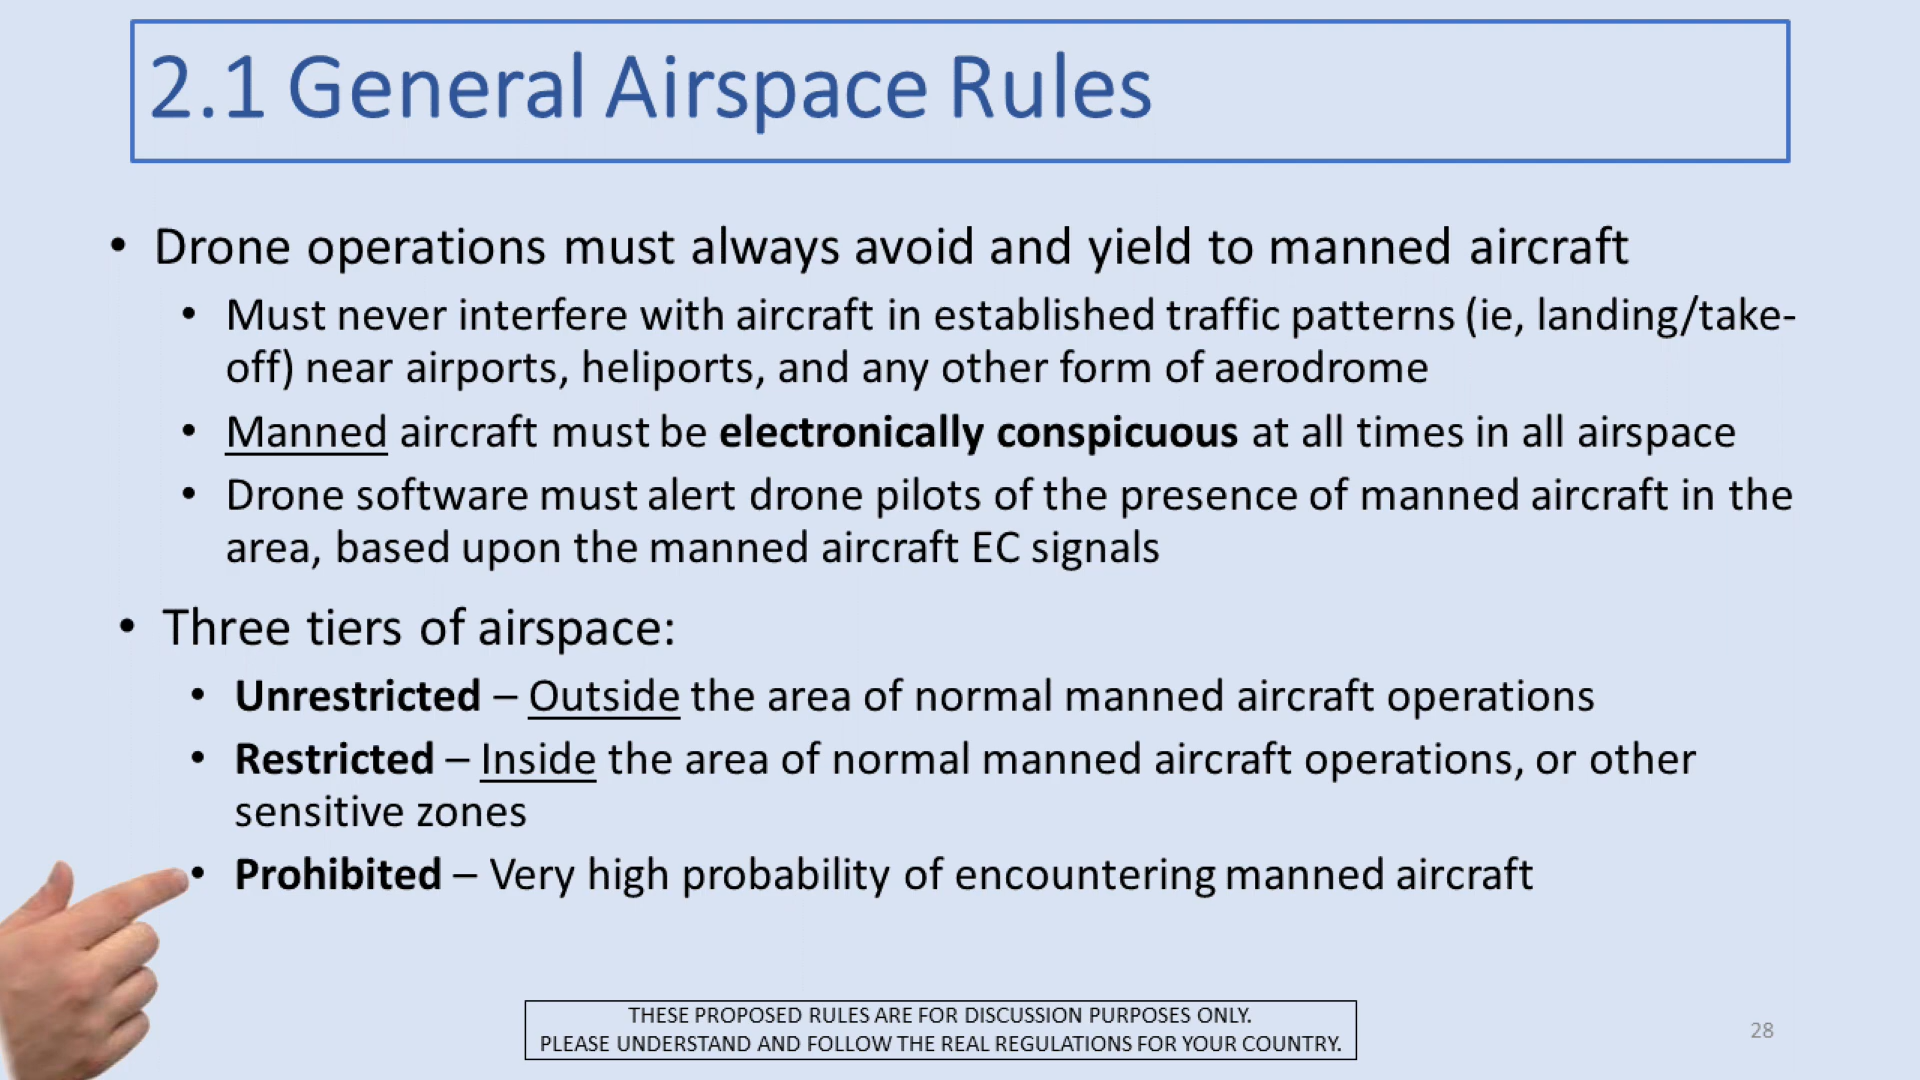 2.1 General Airspace Rules
• Drone operations must always avoid and yield to manned aircraft
• Must never interfere with aircraft in established traffic patterns (ie, landing/take-
off) near airports, heliports, and any other form of aerodrome
• Manned aircraft must be electronically conspicuous at all times in all airspace
• Drone software must alert drone pilots of the presence of manned aircraft in the
area, based upon the manned aircraft EC signals
• Three tiers of airspace:
• Unrestricted – Outside the area of normal manned aircraft operations
• Restricted – Inside the area of normal manned aircraft operations, or other
sensitive zones
• Prohibited – Very high probability of encountering manned aircraft
THESE PROPOSED RULES ARE FOR DISCUSSION PURPOSES ONLY.
PLEASE UNDERSTAND AND FOLLOW THE REAL REGULATIONS FOR YOUR COUNTRY.
28